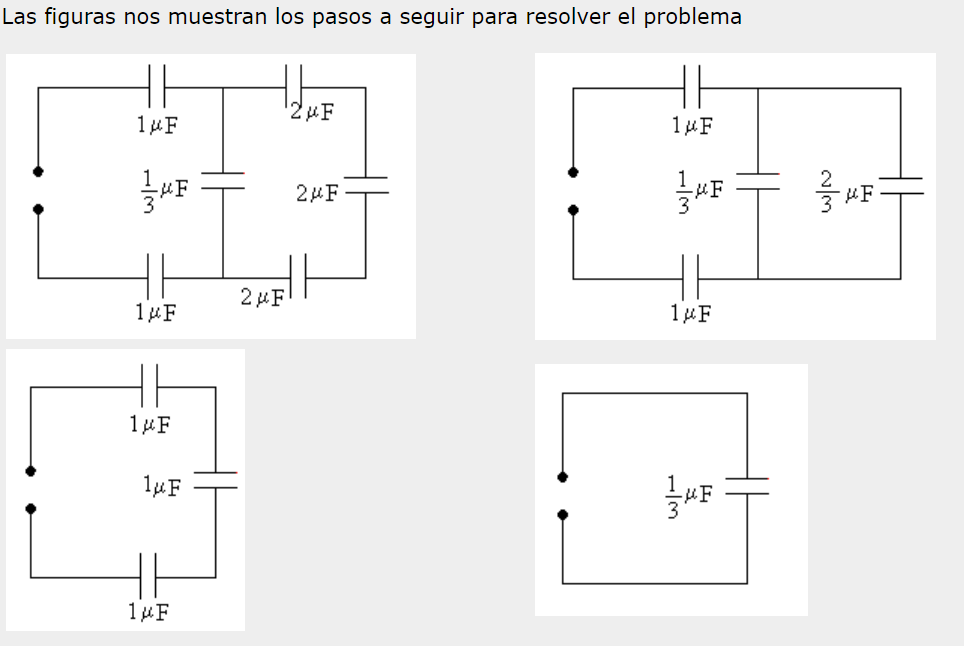 Las figuras nos muestran los pasos a seguir para resolver el problema
1μF
2μF
1/3 μF
2μF
1μF
2μF
1μF
1/3 μF
2/3 μF
1μF
1μF
1μF
1μF
1/3 μF